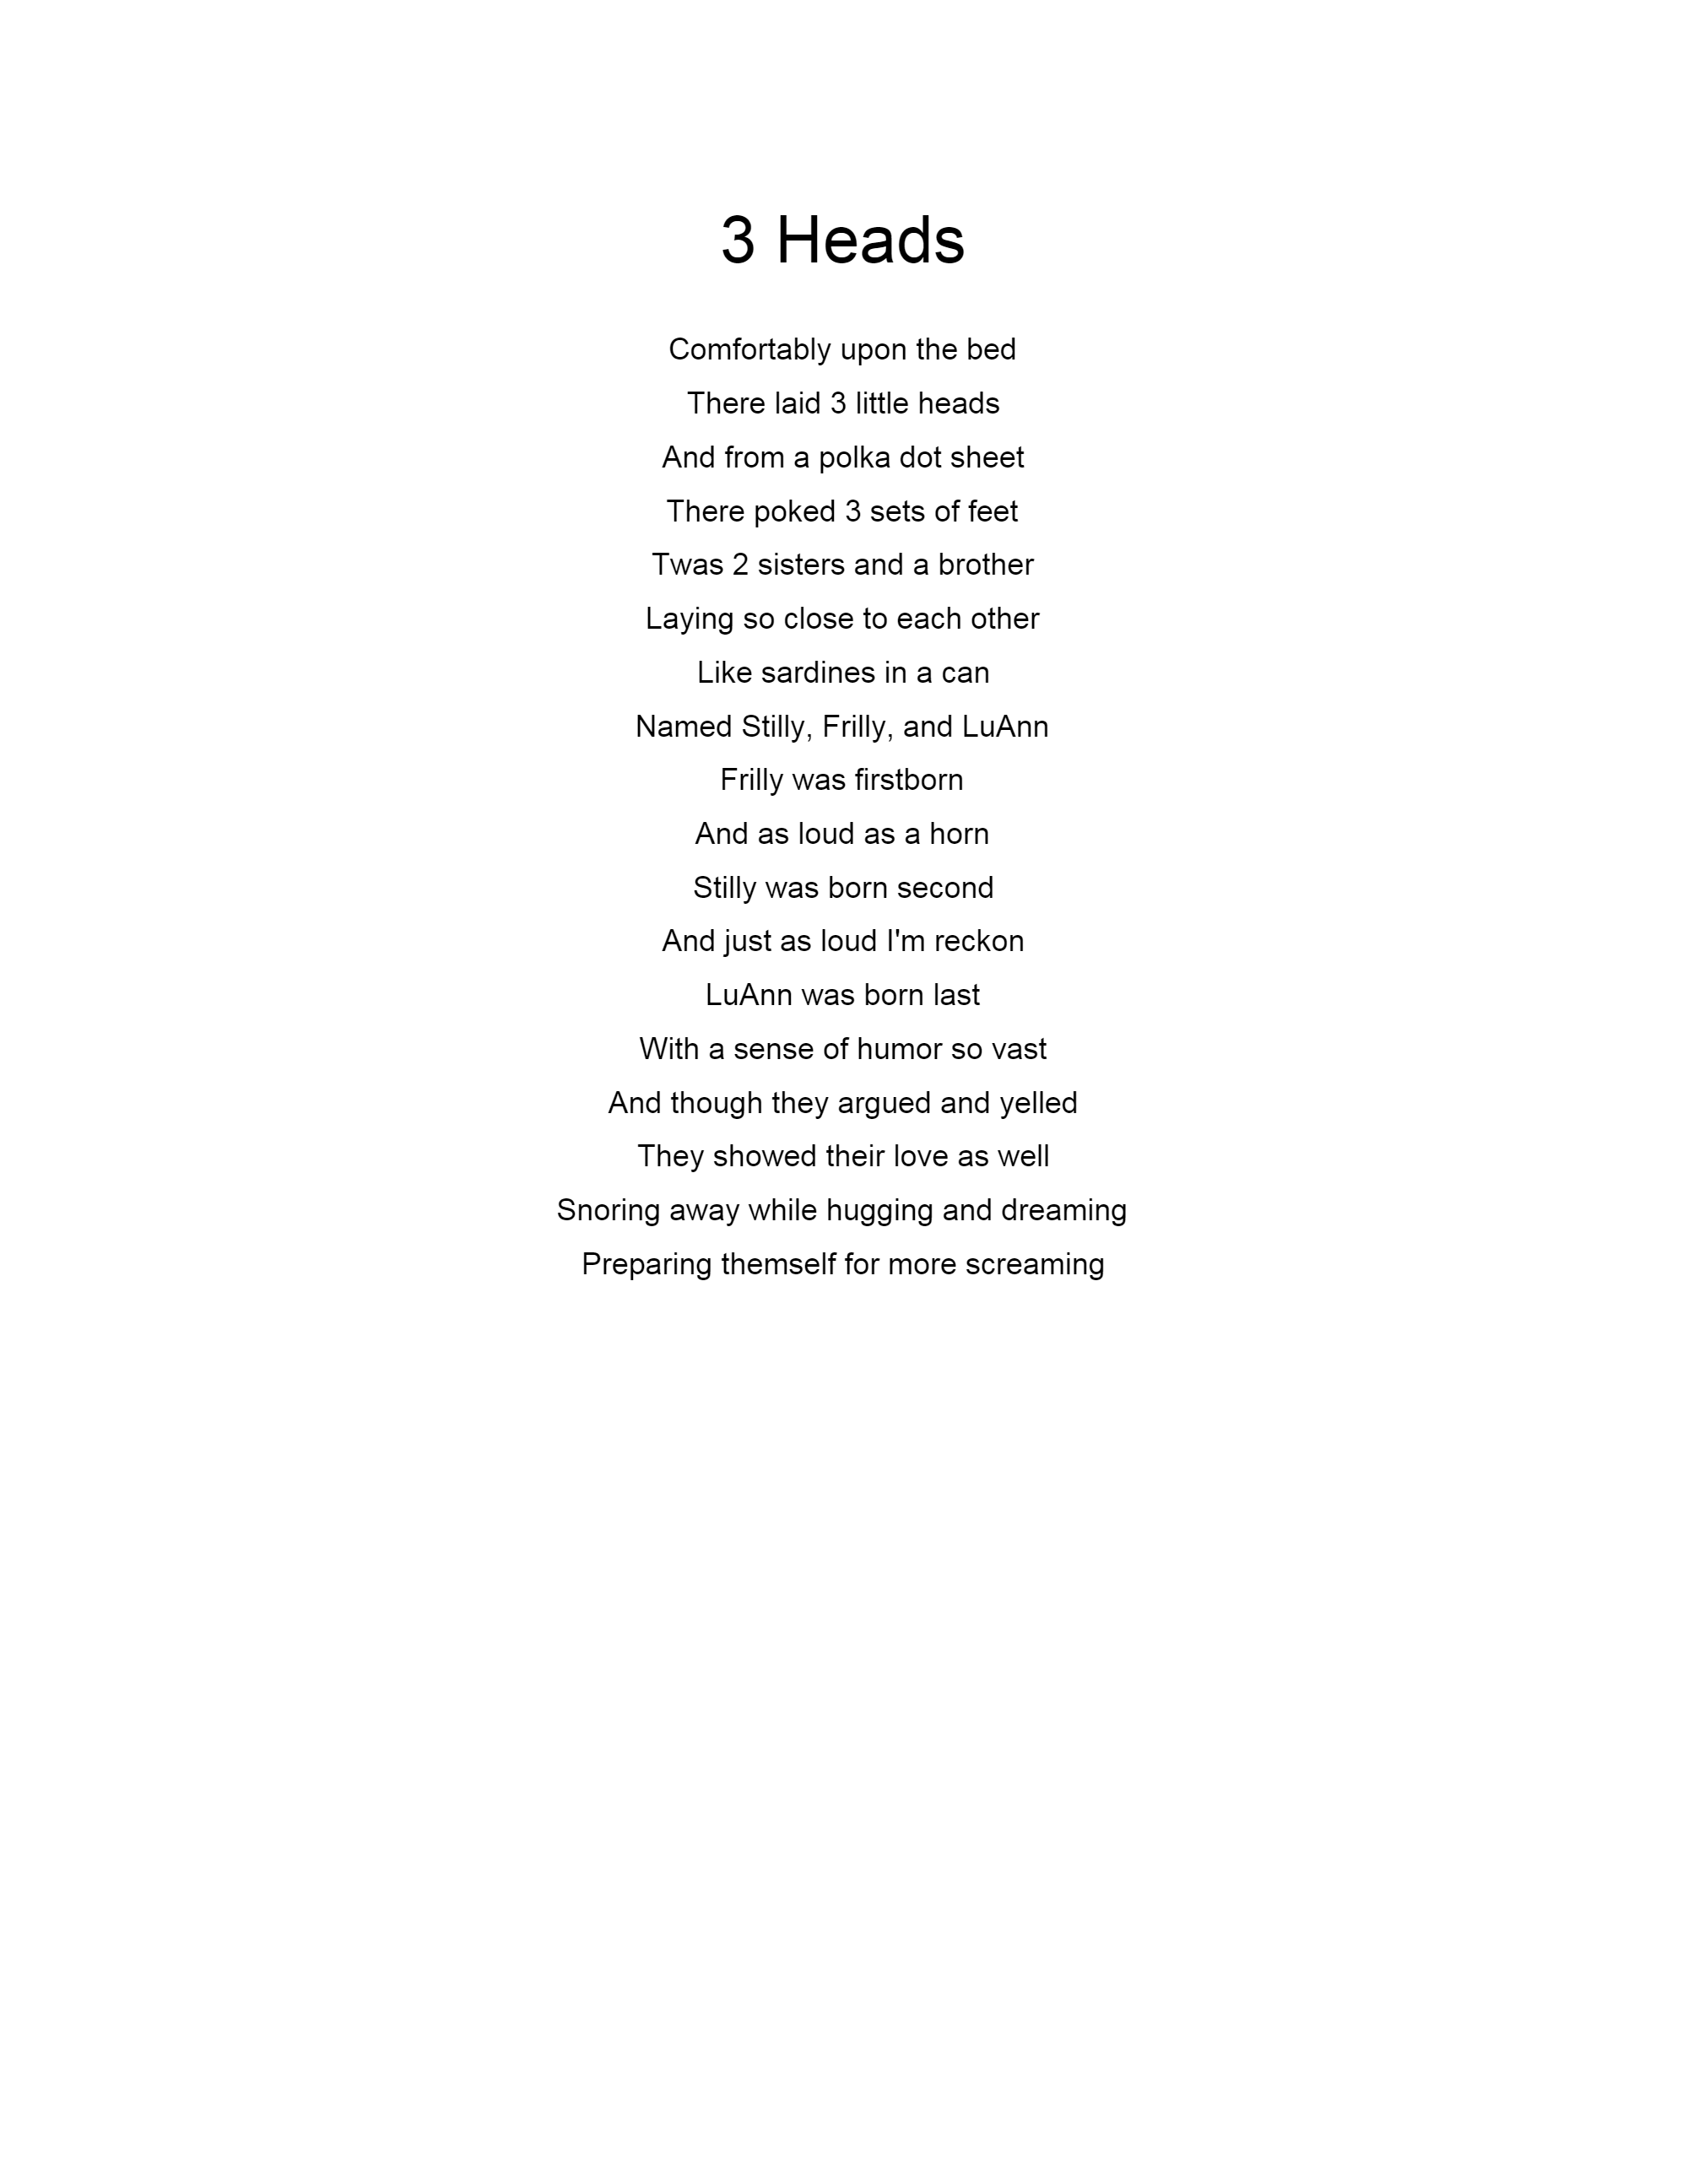 3 Heads
Comfortably upon the bed
There laid 3 little heads
And from a polka dot sheet
There poked 3 sets of feet
Twas 2 sisters and a brother
Laying so close to each other
Like sardines in a can
Named Stilly, Frilly, and LuAnn
Frilly was firstborn
And as loud as a horn
Stilly was born second
And just as loud I'm reckon
LuAnn was born last
With a sense of humor so vast
And though they argued and yelled
They showed their love as well
Snoring away while hugging and dreaming
Preparing themself for more screaming